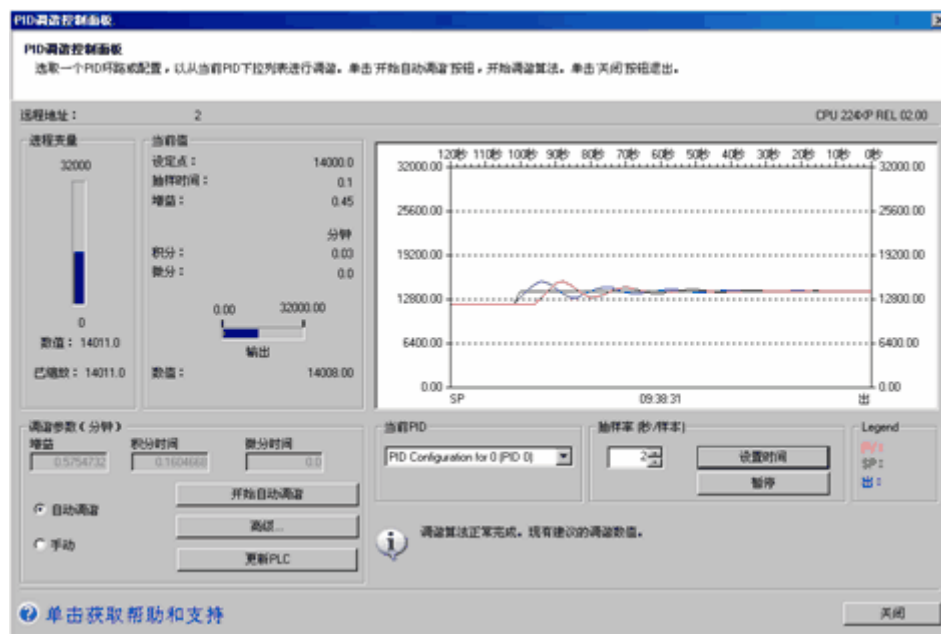 PID调谐控制面板
PID调谐控制面板
选取一个PID环路或配置，以从当前PID下拉列表进行调谐。单击'开始自动调谐'按钮，开始调谐算法。单击'关闭'按钮退出。
远程地址： 2 CPU 224XP REL 02.00
进程变量
32000
0
数值：14011.0
已缩放：14011.0
当前值
设定点： 14000.0
抽样时间： 0.1
增益： 0.45
分钟
积分： 0.03
微分： 0.0
0.00 32000.00
输出
数值： 14008.00
120秒 110秒 100秒 90秒 80秒 70秒 60秒 50秒 40秒 30秒 20秒 10秒 0秒
32000.00 32000.00
25600.00 25600.00
19200.00 19200.00
12800.00 12800.00
6400.00 6400.00
0.00 0.00
SP 09:38:31 出
调谐参数(分钟)
增益 积分时间 微分时间
0.5754732 0.1604668 0.0
自动调谐
手动
开始自动调谐
高级...
更新PLC
当前PID
PID Configuration for 0 (PID 0)
抽样率(秒/样本)
2
设置时间
暂停
Legend
PV：
SP：
出：
调谐算法正常完成。现有建议的调谐数值。
单击获取帮助和支持
关闭